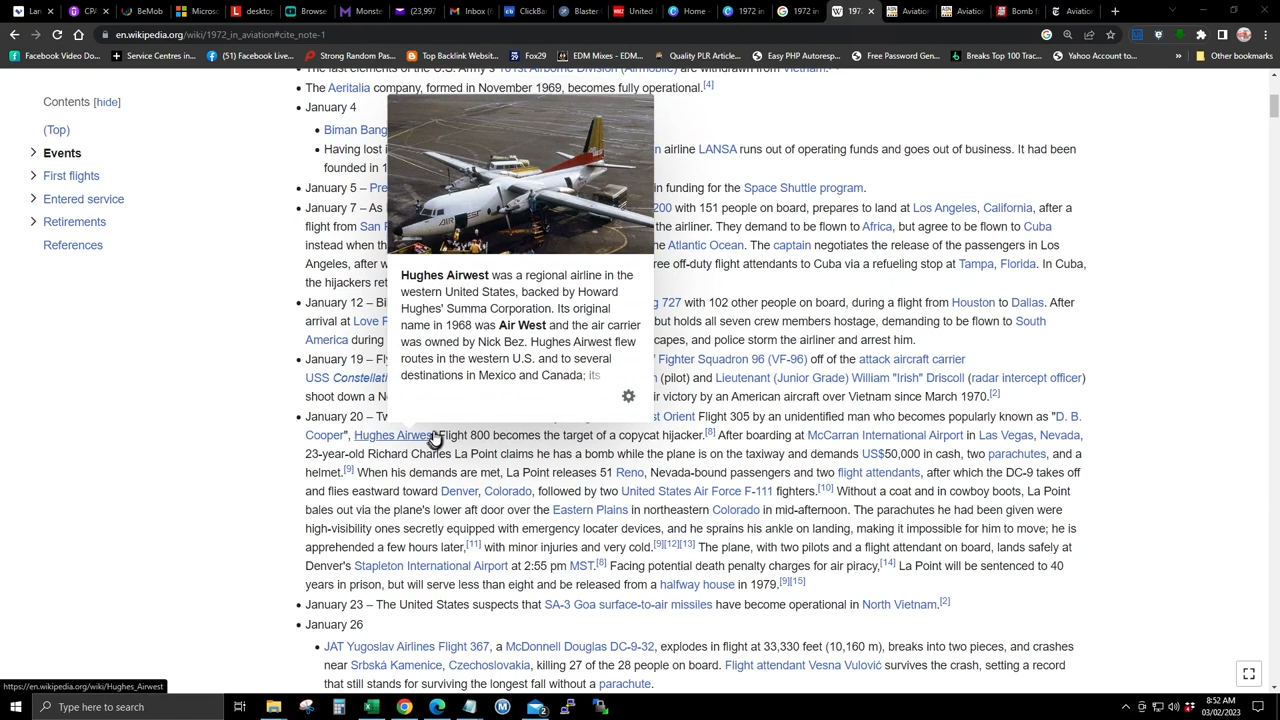 Lan
CPA
BeMob
Micros
desktop
Downlo
Monste
(23,997
Inbox (
ClickBa
Blaster
United
Home -
1972 in
1972 in
1972
Aviation
Aviation
Bomb f
Aviation
en.wikipedia.org/wiki/1972_in_aviation#cite_note-1
Facebook Video Do...
Service Centres in...
(51) Facebook Live...
Strong Random Pas...
Top Backlink Websit...
Fox29
EDM Mixes - EDM...
Quality PLR Article...
Easy PHP Autorespo...
Free Password Gen...
Breaks Top 100 Trac...
Yahoo Account to...
Other bookmarks
The last elements of the U.S. Army's 101st Airborne Division (Airmobile) are withdrawn from Vietnam.
The Aeritalia company, formed in November 1969, becomes fully operational.[4]
January 4
Biman Bang
Having lost i
n airline LANSA runs out of operating funds and goes out of business. It had been
founded in 1
January 5 – Pre
in funding for the Space Shuttle program.
January 7 – As
200 with 151 people on board, prepares to land at Los Angeles, California, after a
flight from San F
the airliner. They demand to be flown to Africa, but agree to be flown to Cuba
instead when th
the Atlantic Ocean. The captain negotiates the release of the passengers in Los
Angeles, after w
ree off-duty flight attendants to Cuba via a refueling stop at Tampa, Florida. In Cuba,
the hijackers ret
January 12 – Bi
g 727 with 102 other people on board, during a flight from Houston to Dallas. After
arrival at Love F
but holds all seven crew members hostage, demanding to be flown to South
America during
capes, and police storm the airliner and arrest him.
January 19 – Fly
Fighter Squadron 96 (VF-96) off of the attack aircraft carrier
USS Constellati
n (pilot) and Lieutenant (Junior Grade) William "Irish" Driscoll (radar intercept officer)
shoot down a No
ir victory by an American aircraft over Vietnam since March 1970.[2]
January 20 – Tw
st Orient Flight 305 by an unidentified man who becomes popularly known as "D. B.
Cooper", Hughes Airwest Flight 800 becomes the target of a copycat hijacker.[8] After boarding at McCarran International Airport in Las Vegas, Nevada,
23-year-old Richard Charles La Point claims he has a bomb while the plane is on the taxiway and demands US$50,000 in cash, two parachutes, and a
helmet.[9] When his demands are met, La Point releases 51 Reno, Nevada-bound passengers and two flight attendants, after which the DC-9 takes off
and flies eastward toward Denver, Colorado, followed by two United States Air Force F-111 fighters.[10] Without a coat and in cowboy boots, La Point
bales out via the plane's lower aft door over the Eastern Plains in northeastern Colorado in mid-afternoon. The parachutes he had been given were
high-visibility ones secretly equipped with emergency locater devices, and he sprains his ankle on landing, making it impossible for him to move; he is
apprehended a few hours later,[11] with minor injuries and very cold.[9][12][13] The plane, with two pilots and a flight attendant on board, lands safely at
Denver's Stapleton International Airport at 2:55 pm MST.[8] Facing potential death penalty charges for air piracy,[14] La Point will be sentenced to 40
years in prison, but will serve less than eight and be released from a halfway house in 1979.[9][15]
January 23 – The United States suspects that SA-3 Goa surface-to-air missiles have become operational in North Vietnam.[2]
January 26
JAT Yugoslav Airlines Flight 367, a McDonnell Douglas DC-9-32, explodes in flight at 33,330 feet (10,160 m), breaks into two pieces, and crashes
near Srbská Kamenice, Czechoslovakia, killing 27 of the 28 people on board. Flight attendant Vesna Vulović survives the crash, setting a record
that still stands for surviving the longest fall without a parachute.
Contents [hide]
(Top)
Events
First flights
Entered service
Retirements
References
Hughes Airwest was a regional airline in the
western United States, backed by Howard
Hughes' Summa Corporation. Its original
name in 1968 was Air West and the air carrier
was owned by Nick Bez. Hughes Airwest flew
routes in the western U.S. and to several
destinations in Mexico and Canada; its
https://en.wikipedia.org/wiki/Hughes_Airwest
Type here to search
8:52 AM
03/02/2023